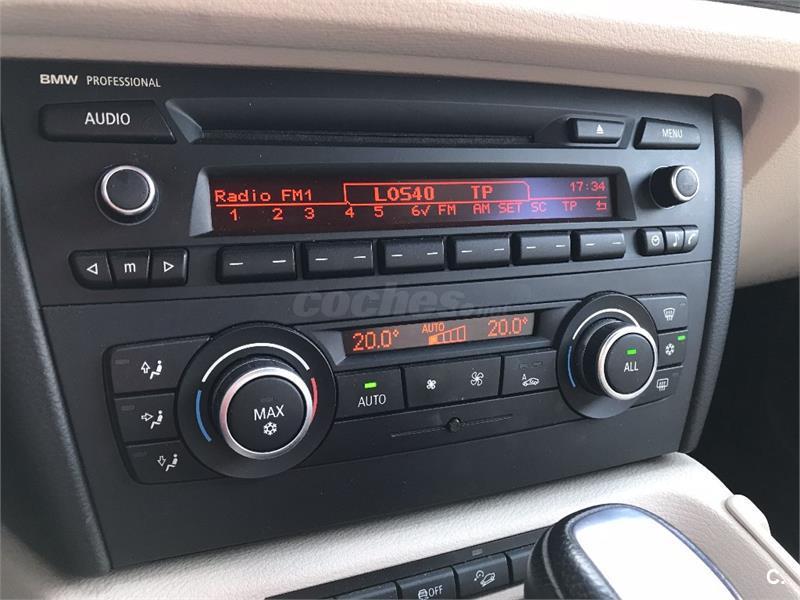 BMW PROFESSIONAL
AUDIO
MENU
Radio FM1 LOS40 TP 17:34
1 2 3 4 5 6✓ FM AM SET SC TP
m
coches.net
20.0° AUTO 20.0°
MAX
AUTO
A
ALL
OFF
C.